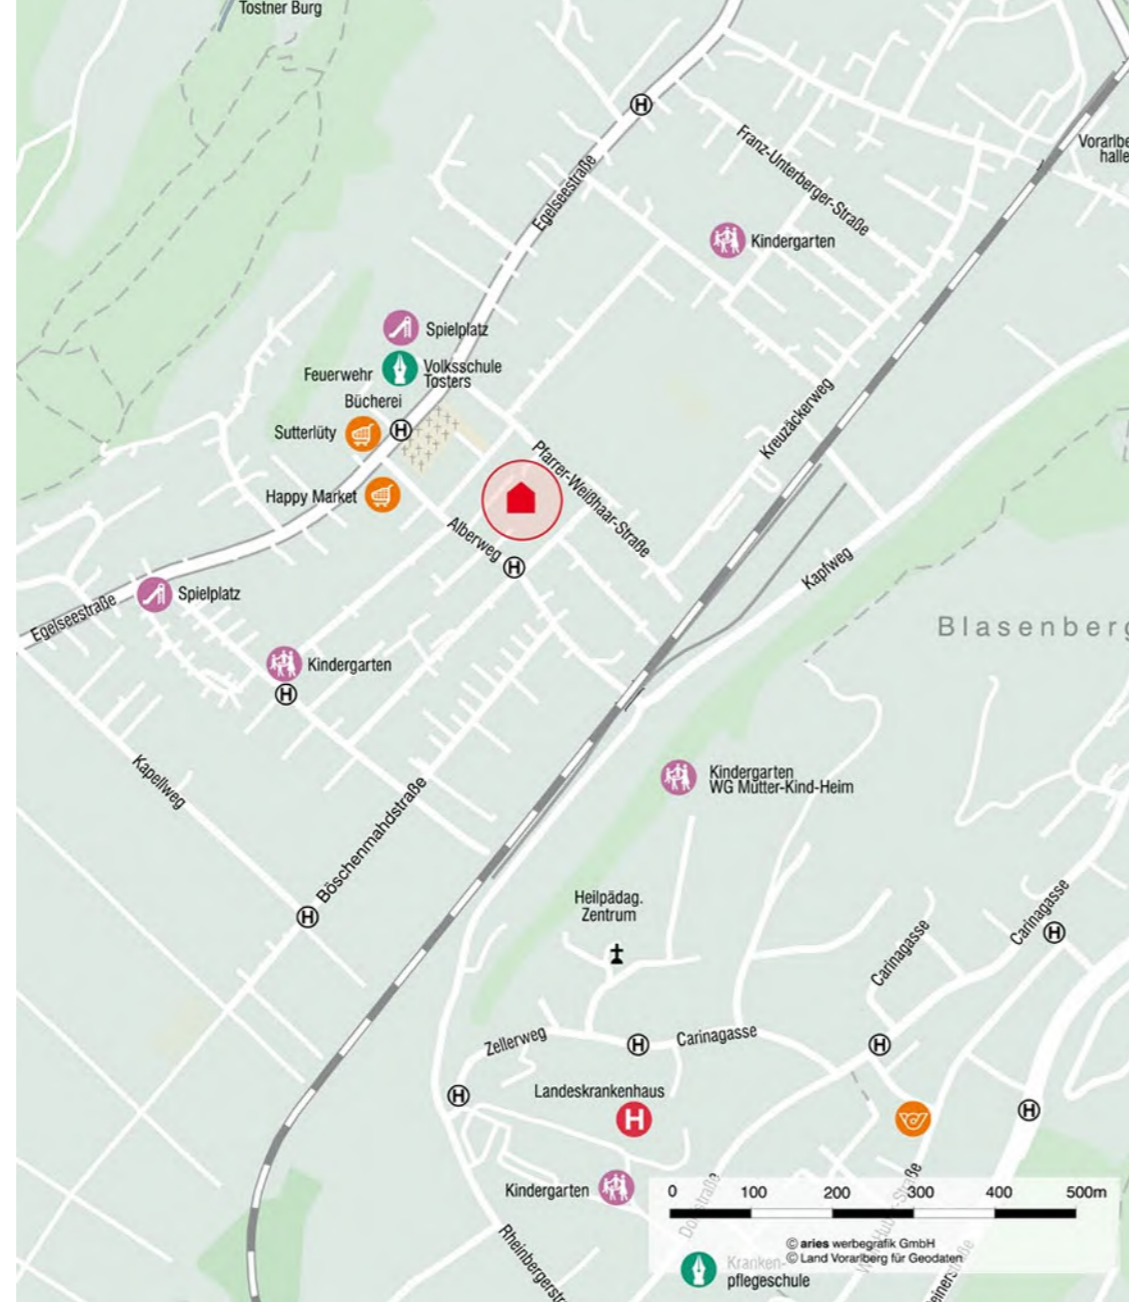 Tostner Burg
Vorarlbe
halle
Franz-Unterberger-Straße
Egelseestraße
Kindergarten
Spielplatz
Volksschule
Tosters
Feuerwehr
Bücherei
Sutterlüty
Happy Market
Kreuzäckerweg
Pfarrer-Weißhaar-Straße
Alberweg
H
H
H
Kapfweg
Spielplatz
Egelseestraße
Blasenberg
Kindergarten
H
Kapellweg
Kindergarten
WG Mutter-Kind-Heim
Böschenmahdstraße
H
Heilpädag.
Zentrum
Carinagasse
H
Carinagasse
Zellerweg
H
Carinagasse
H
Landeskrankenhaus
H
H
H
Kindergarten
0 100 200 300 400 500m
Rheinbergerstr
© aries werbegrafik GmbH
© Land Vorarlberg für Geodaten
Kranken-
pflegeschule